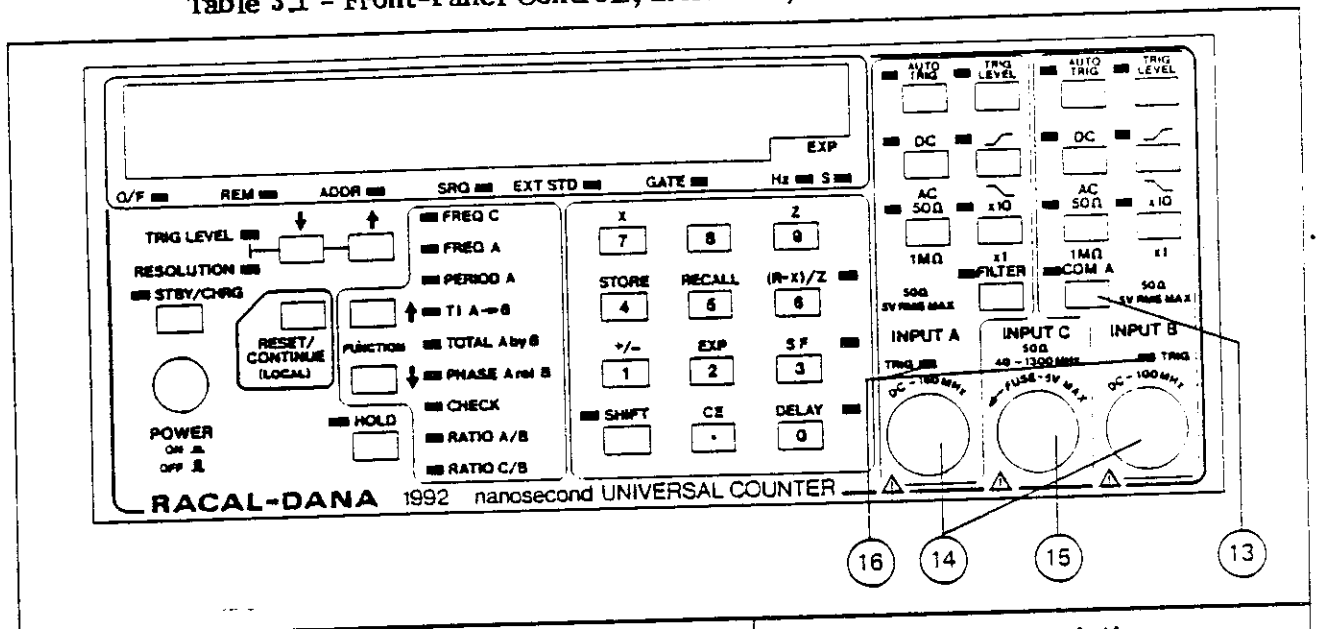 Table 3.1 - Front-Panel Controls,
EXP
O/F REM ADDR SRQ EXT STD GATE Hz S
TRIG LEVEL
RESOLUTION
STBY/CHRG
RESET/
CONTINUE
(LOCAL)
POWER
ON
OFF
FUNCTION
HOLD
FREQ C
FREQ A
PERIOD A
TI A→B
TOTAL A by B
PHASE A rel B
CHECK
RATIO A/B
RATIO C/B
X Z
7 8 9
STORE RECALL (R-X)/Z
4 5 6
+/- EXP SF
1 2 3
SHIFT CE DELAY
. 0
AUTO TRIG
TRIG LEVEL
DC
AC
50Ω
x10
1MΩ
x1
FILTER
50Ω
5V RMS MAX
INPUT A
TRIG
DC - 100 MHz
INPUT C
50Ω
40 - 1300 MHz
FUSE - 5V MAX
AUTO TRIG
TRIG LEVEL
DC
AC
50Ω
x10
1MΩ
x1
COM A
50Ω
5V RMS MAX
INPUT B
TRIG
DC - 100 MHz
RACAL-DANA 1992 nanosecond UNIVERSAL COUNTER
16 14 15 13